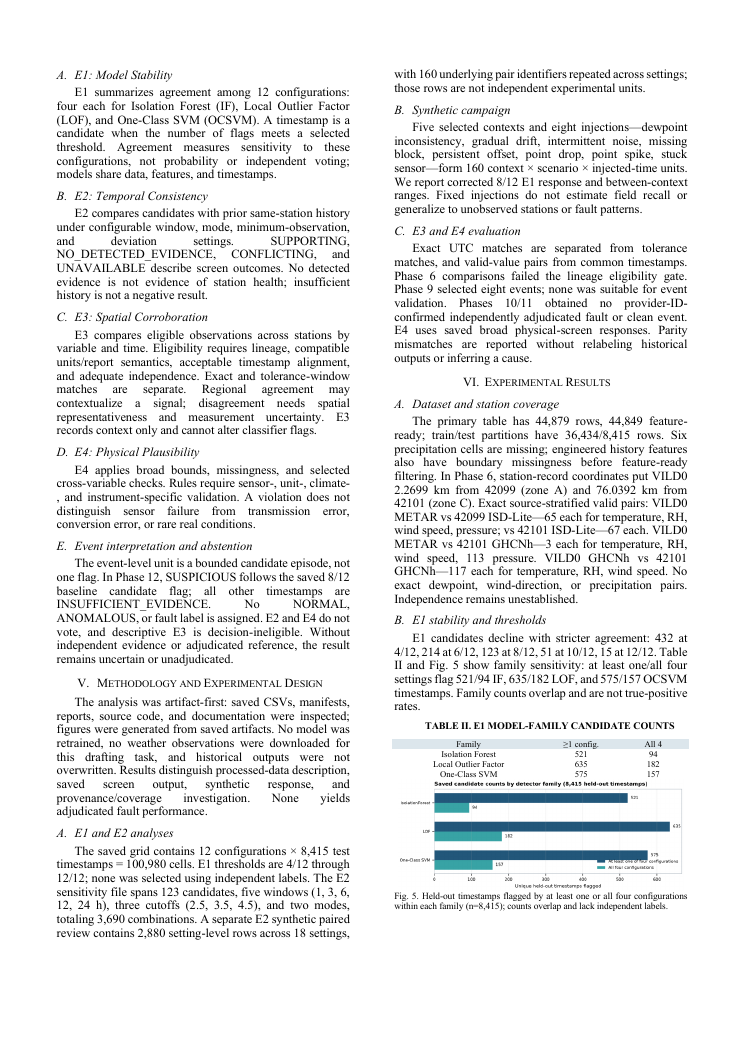 A. E1: Model Stability
E1 summarizes agreement among 12 configurations:
four each for Isolation Forest (IF), Local Outlier Factor
(LOF), and One-Class SVM (OCSVM). A timestamp is a
candidate when the number of flags meets a selected
threshold. Agreement measures sensitivity to these
configurations, not probability or independent voting;
models share data, features, and timestamps.
B. E2: Temporal Consistency
E2 compares candidates with prior same-station history
under configurable window, mode, minimum-observation,
and deviation settings. SUPPORTING,
NO_DETECTED_EVIDENCE, CONFLICTING, and
UNAVAILABLE describe screen outcomes. No detected
evidence is not evidence of station health; insufficient
history is not a negative result.
C. E3: Spatial Corroboration
E3 compares eligible observations across stations by
variable and time. Eligibility requires lineage, compatible
units/report semantics, acceptable timestamp alignment,
and adequate independence. Exact and tolerance-window
matches are separate. Regional agreement may
contextualize a signal; disagreement needs spatial
representativeness and measurement uncertainty. E3
records context only and cannot alter classifier flags.
D. E4: Physical Plausibility
E4 applies broad bounds, missingness, and selected
cross-variable checks. Rules require sensor-, unit-, climate-
, and instrument-specific validation. A violation does not
distinguish sensor failure from transmission error,
conversion error, or rare real conditions.
E. Event interpretation and abstention
The event-level unit is a bounded candidate episode, not
one flag. In Phase 12, SUSPICIOUS follows the saved 8/12
baseline candidate flag; all other timestamps are
INSUFFICIENT_EVIDENCE. No NORMAL,
ANOMALOUS, or fault label is assigned. E2 and E4 do not
vote, and descriptive E3 is decision-ineligible. Without
independent evidence or adjudicated reference, the result
remains uncertain or unadjudicated.
V. METHODOLOGY AND EXPERIMENTAL DESIGN
The analysis was artifact-first: saved CSVs, manifests,
reports, source code, and documentation were inspected;
figures were generated from saved artifacts. No model was
retrained, no weather observations were downloaded for
this drafting task, and historical outputs were not
overwritten. Results distinguish processed-data description,
saved screen output, synthetic response, and
provenance/coverage investigation. None yields
adjudicated fault performance.
A. E1 and E2 analyses
The saved grid contains 12 configurations × 8,415 test
timestamps = 100,980 cells. E1 thresholds are 4/12 through
12/12; none was selected using independent labels. The E2
sensitivity file spans 123 candidates, five windows (1, 3, 6,
12, 24 h), three cutoffs (2.5, 3.5, 4.5), and two modes,
totaling 3,690 combinations. A separate E2 synthetic paired
review contains 2,880 setting-level rows across 18 settings,
with 160 underlying pair identifiers repeated across settings;
those rows are not independent experimental units.
B. Synthetic campaign
Five selected contexts and eight injections—dewpoint
inconsistency, gradual drift, intermittent noise, missing
block, persistent offset, point drop, point spike, stuck
sensor—form 160 context × scenario × injected-time units.
We report corrected 8/12 E1 response and between-context
ranges. Fixed injections do not estimate field recall or
generalize to unobserved stations or fault patterns.
C. E3 and E4 evaluation
Exact UTC matches are separated from tolerance
matches, and valid-value pairs from common timestamps.
Phase 6 comparisons failed the lineage eligibility gate.
Phase 9 selected eight events; none was suitable for event
validation. Phases 10/11 obtained no provider-ID-
confirmed independently adjudicated fault or clean event.
E4 uses saved broad physical-screen responses. Parity
mismatches are reported without relabeling historical
outputs or inferring a cause.
VI. EXPERIMENTAL RESULTS
A. Dataset and station coverage
The primary table has 44,879 rows, 44,849 feature-
ready; train/test partitions have 36,434/8,415 rows. Six
precipitation cells are missing; engineered history features
also have boundary missingness before feature-ready
filtering. In Phase 6, station-record coordinates put VILD0
2.2699 km from 42099 (zone A) and 76.0392 km from
42101 (zone C). Exact source-stratified valid pairs: VILD0
METAR vs 42099 ISD-Lite—65 each for temperature, RH,
wind speed, pressure; vs 42101 ISD-Lite—67 each. VILD0
METAR vs 42101 GHCNh—3 each for temperature, RH,
wind speed, 113 pressure. VILD0 GHCNh vs 42101
GHCNh—117 each for temperature, RH, wind speed. No
exact dewpoint, wind-direction, or precipitation pairs.
Independence remains unestablished.
B. E1 stability and thresholds
E1 candidates decline with stricter agreement: 432 at
4/12, 214 at 6/12, 123 at 8/12, 51 at 10/12, 15 at 12/12. Table
II and Fig. 5 show family sensitivity: at least one/all four
settings flag 521/94 IF, 635/182 LOF, and 575/157 OCSVM
timestamps. Family counts overlap and are not true-positive
rates.
TABLE II. E1 MODEL-FAMILY CANDIDATE COUNTS
Family ≥1 config. All 4
Isolation Forest 521 94
Local Outlier Factor 635 182
One-Class SVM 575 157
Saved candidate counts by detector family (8,415 held-out timestamps)
IsolationForest 521
94
LOF 635
182
One-Class SVM 575
157
At least one of four configurations
All four configurations
0 100 200 300 400 500 600
Unique held-out timestamps flagged
Fig. 5. Held-out timestamps flagged by at least one or all four configurations
within each family (n=8,415); counts overlap and lack independent labels.